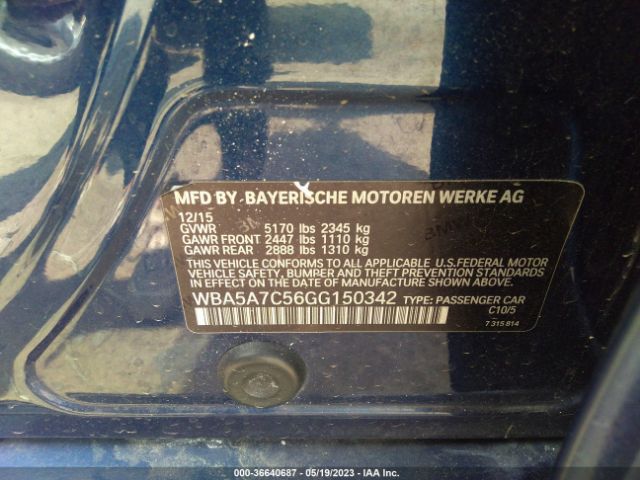 MFD BY BAYERISCHE MOTOREN WERKE AG
12/15
GVWR 5170 lbs 2345 kg
GAWR FRONT 2447 lbs 1110 kg
GAWR REAR 2888 lbs 1310 kg
THIS VEHICLE CONFORMS TO ALL APPLICABLE U.S.FEDERAL MOTOR
VEHICLE SAFETY, BUMPER AND THEFT PREVENTION STANDARDS
IN EFFECT ON THE DATE OF MANUFACTURE SHOWN ABOVE.
WBA5A7C56GG150342 TYPE: PASSENGER CAR
C10/5
7 315 814
000-36640687 - 05/19/2023 - IAA Inc.